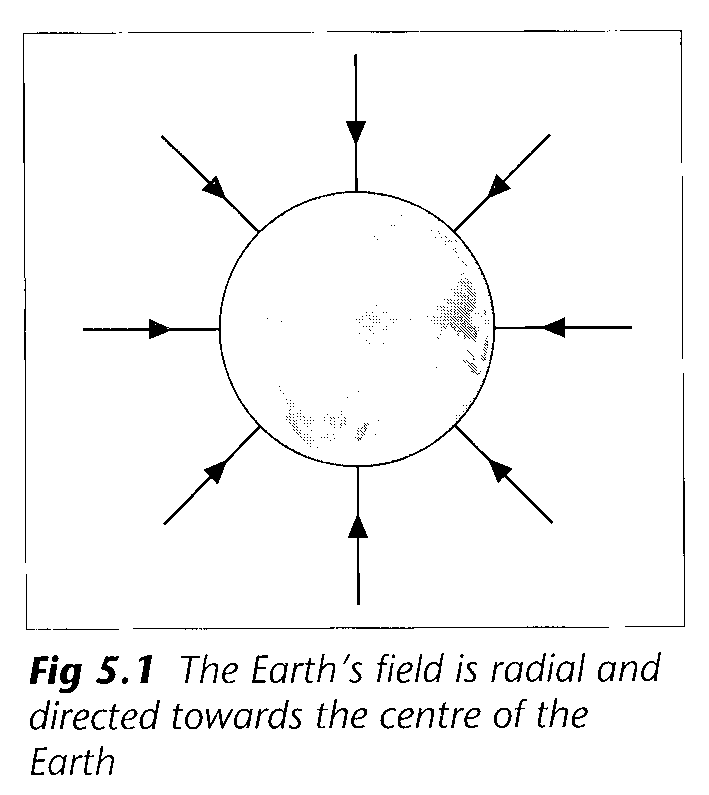 Fig 5.1 The Earth's field is radial and
directed towards the centre of the
Earth